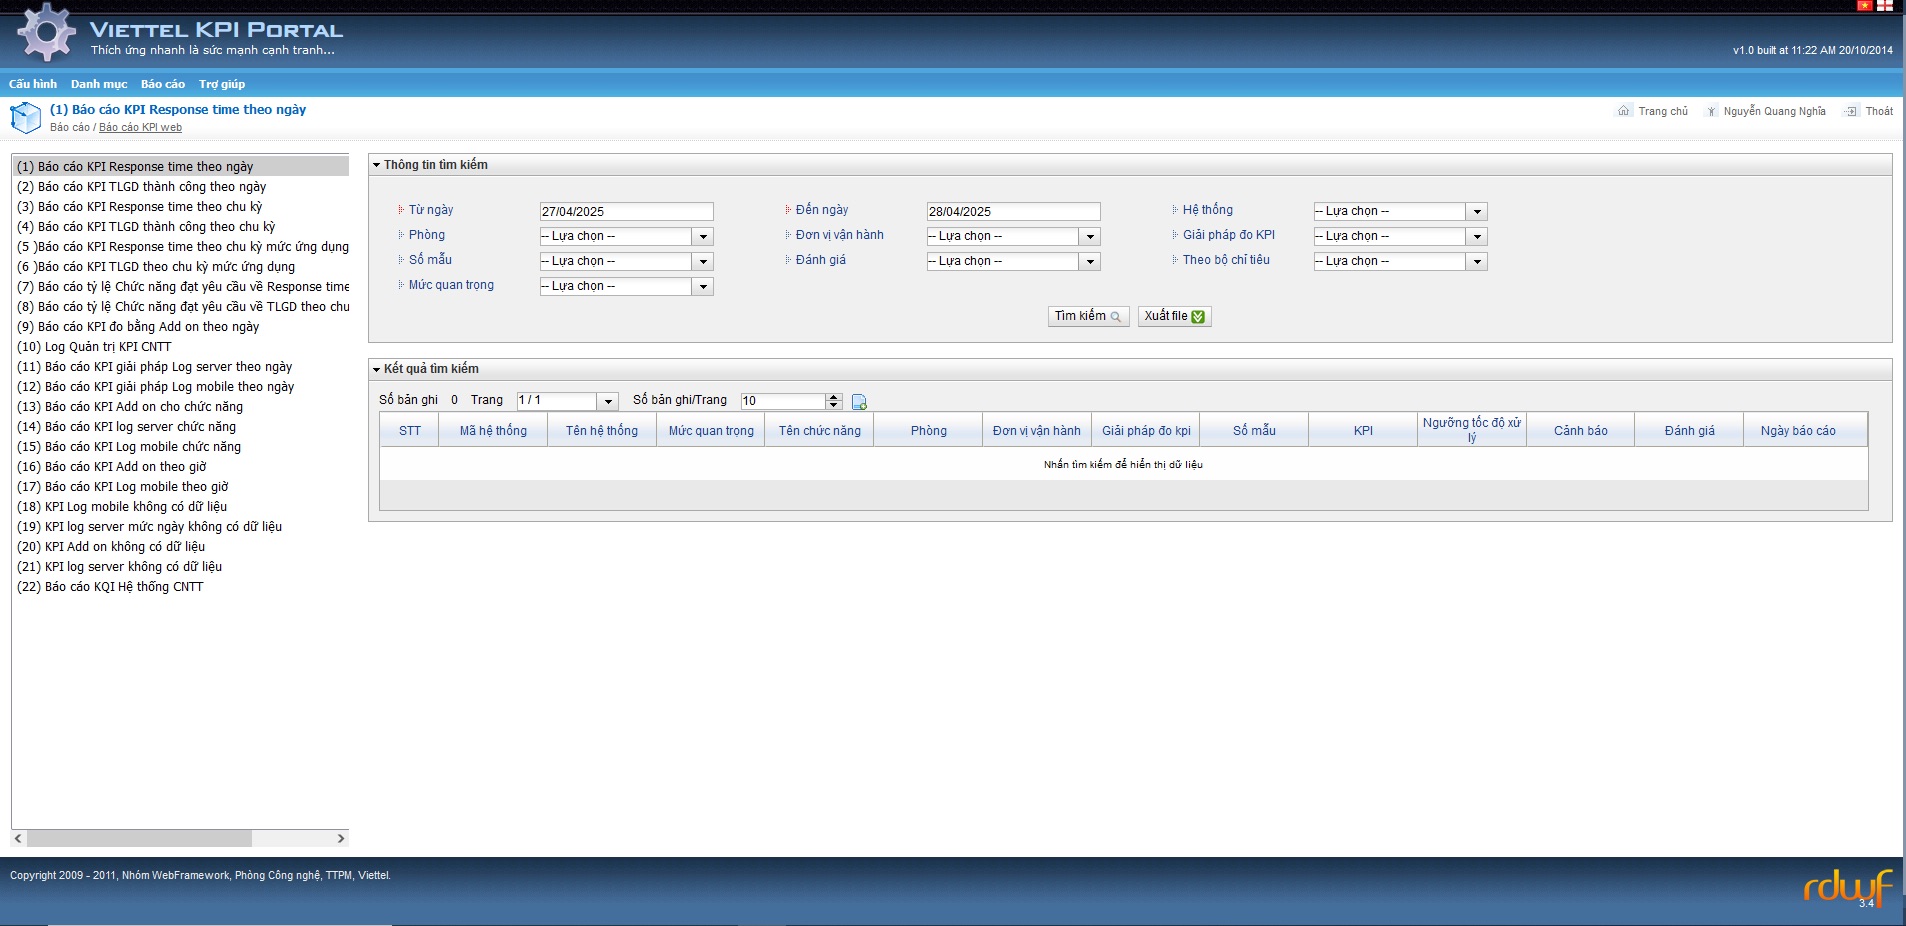 Viettel KPI Portal
Thích ứng nhanh là sức mạnh cạnh tranh...
v1.0 built at 11:22 AM 20/10/2014
Cấu hình Danh mục Báo cáo Trợ giúp
(1) Báo cáo KPI Response time theo ngày
Báo cáo / Báo cáo KPI web
Trang chủ Nguyễn Quang Nghĩa Thoát
(1) Báo cáo KPI Response time theo ngày
(2) Báo cáo KPI TLGD thành công theo ngày
(3) Báo cáo KPI Response time theo chu kỳ
(4) Báo cáo KPI TLGD thành công theo chu kỳ
(5 )Báo cáo KPI Response time theo chu kỳ mức ứng dụng
(6 )Báo cáo KPI TLGD theo chu kỳ mức ứng dụng
(7) Báo cáo tỷ lệ Chức năng đạt yêu cầu về Response time
(8) Báo cáo tỷ lệ Chức năng đạt yêu cầu về TLGD theo chu
(9) Báo cáo KPI đo bằng Add on theo ngày
(10) Log Quản trị KPI CNTT
(11) Báo cáo KPI giải pháp Log server theo ngày
(12) Báo cáo KPI giải pháp Log mobile theo ngày
(13) Báo cáo KPI Add on cho chức năng
(14) Báo cáo KPI log server chức năng
(15) Báo cáo KPI Log mobile chức năng
(16) Báo cáo KPI Add on theo giờ
(17) Báo cáo KPI Log mobile theo giờ
(18) KPI Log mobile không có dữ liệu
(19) KPI log server mức ngày không có dữ liệu
(20) KPI Add on không có dữ liệu
(21) KPI log server không có dữ liệu
(22) Báo cáo KQI Hệ thống CNTT
Thông tin tìm kiếm
Từ ngày 27/04/2025 Đến ngày 28/04/2025 Hệ thống -- Lựa chọn --
Phòng -- Lựa chọn -- Đơn vị vận hành -- Lựa chọn -- Giải pháp đo KPI -- Lựa chọn --
Số mẫu -- Lựa chọn -- Đánh giá -- Lựa chọn -- Theo bộ chỉ tiêu -- Lựa chọn --
Mức quan trọng -- Lựa chọn --
Tìm kiếm Xuất file
Kết quả tìm kiếm
Số bản ghi 0 Trang 1 / 1 Số bản ghi/Trang 10
STT Mã hệ thống Tên hệ thống Mức quan trọng Tên chức năng Phòng Đơn vị vận hành Giải pháp đo kpi Số mẫu KPI Ngưỡng tốc độ xử lý Cảnh báo Đánh giá Ngày báo cáo
Nhấn tìm kiếm để hiển thị dữ liệu
Copyright 2009 - 2011, Nhóm WebFramework, Phòng Công nghệ, TTPM, Viettel.
rdwf
3.4